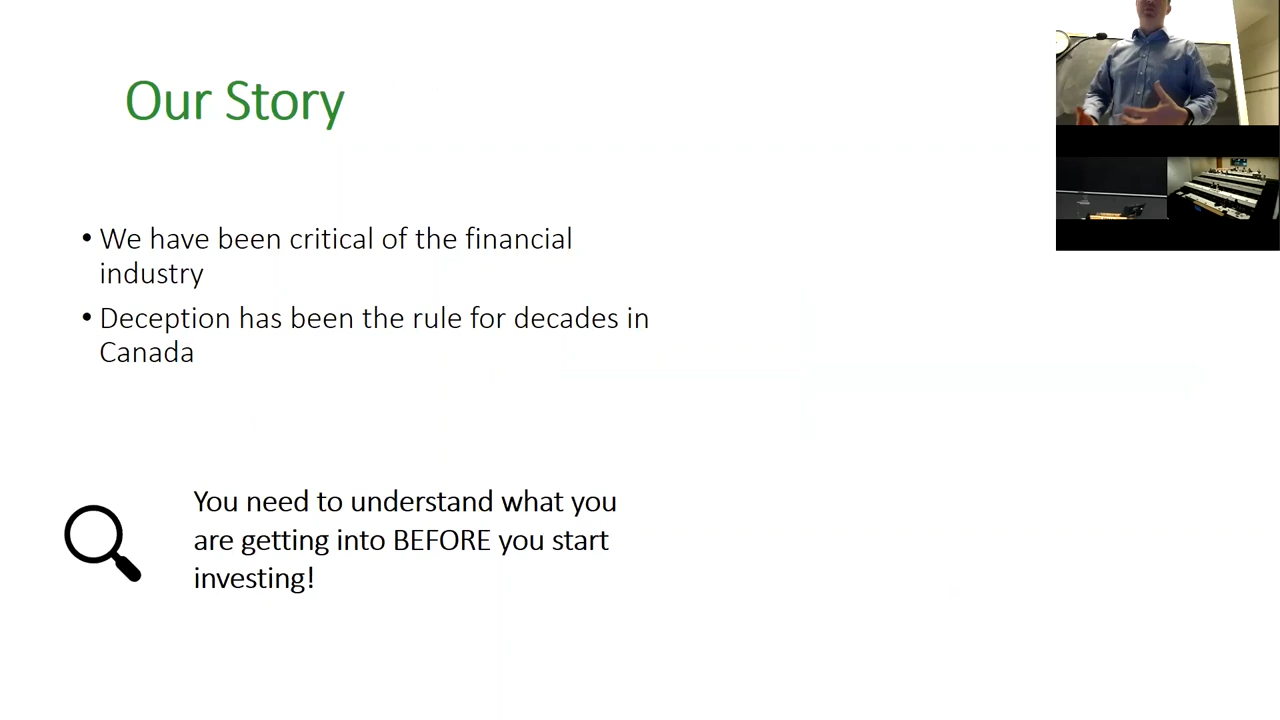 Our Story
• We have been critical of the financial
industry
• Deception has been the rule for decades in
Canada
You need to understand what you
are getting into BEFORE you start
investing!